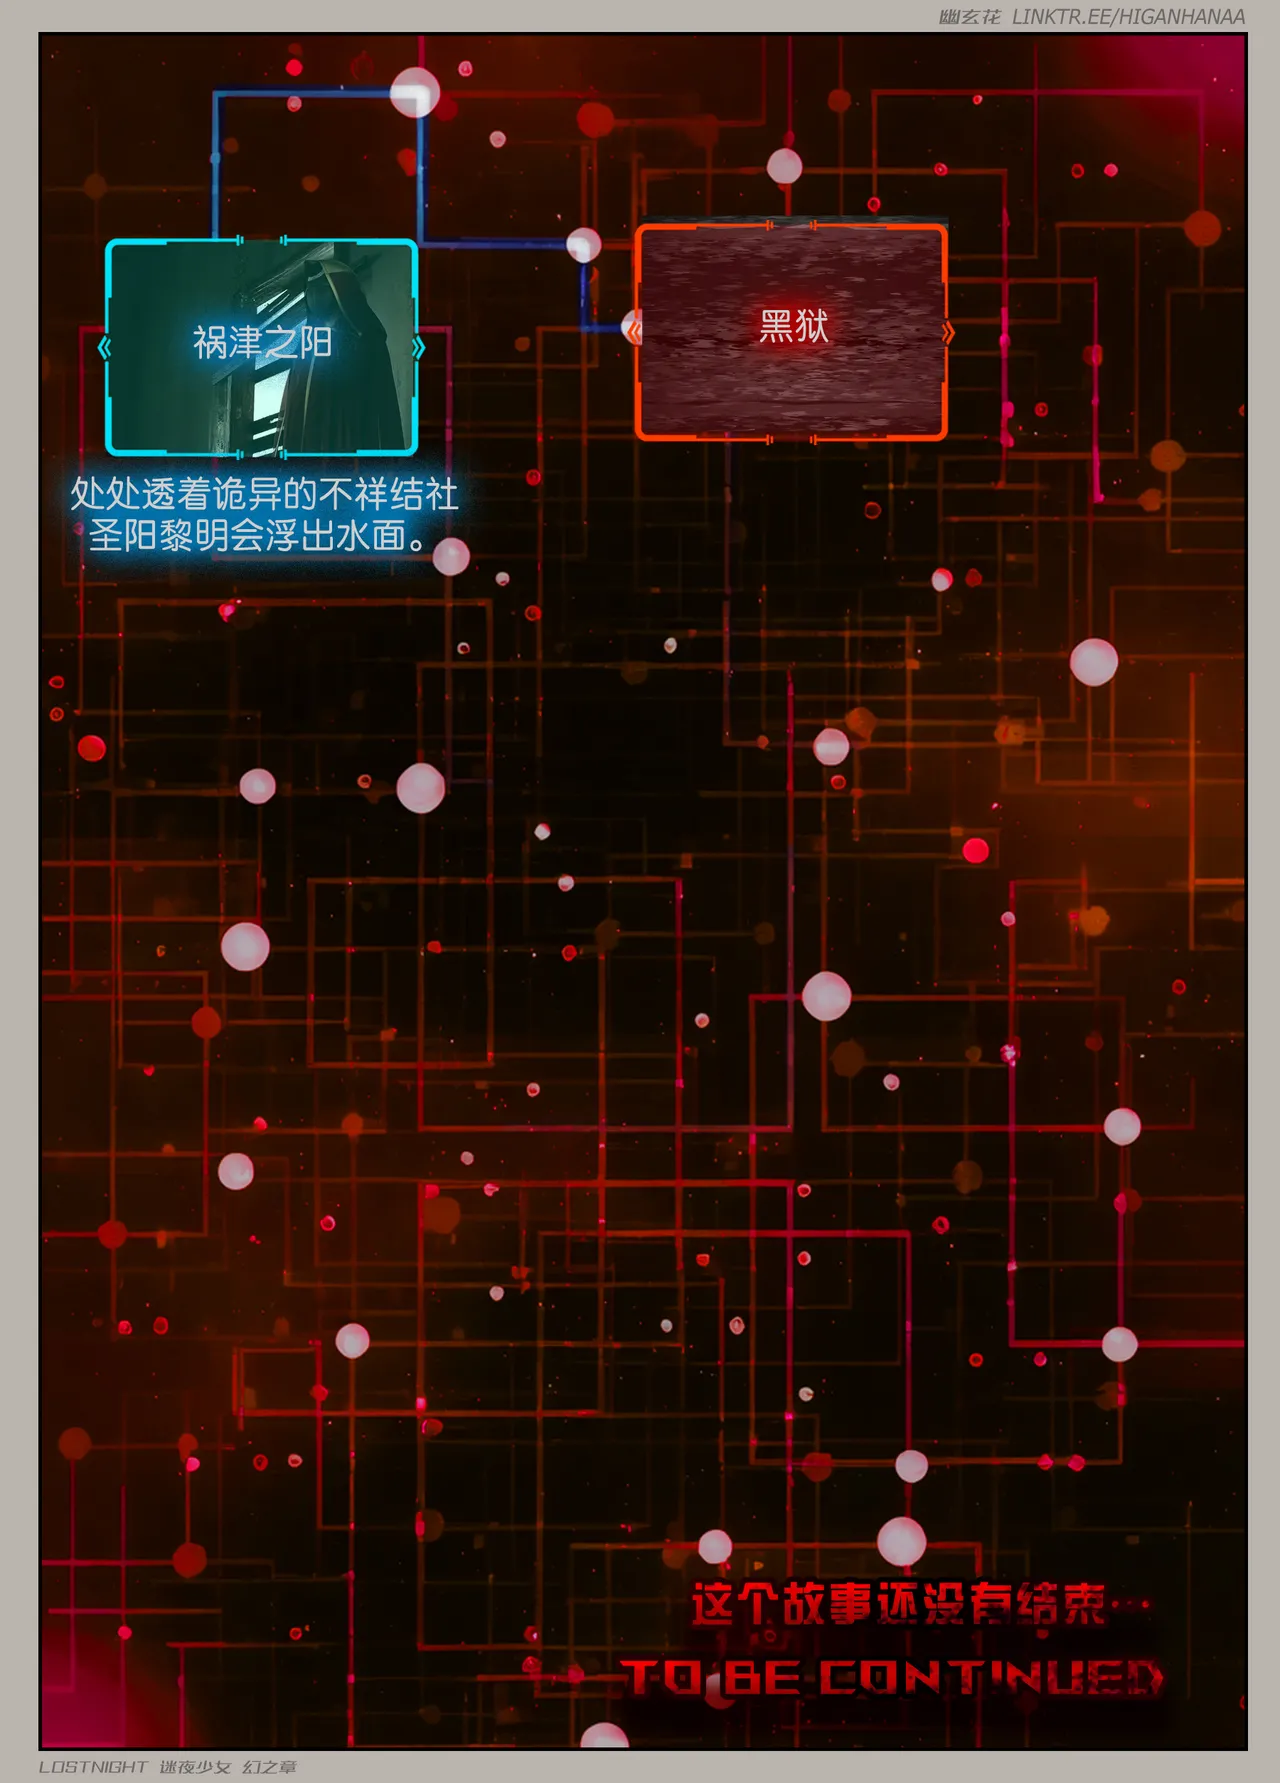 幽玄花 LINKTR.EE/HIGANHANAA
祸津之阳
黑狱
处处透着诡异的不祥结社
圣阳黎明会浮出水面。
这个故事还没有结束…
TO BE CONTINUED
LOSTNIGHT 迷夜少女 幻之章